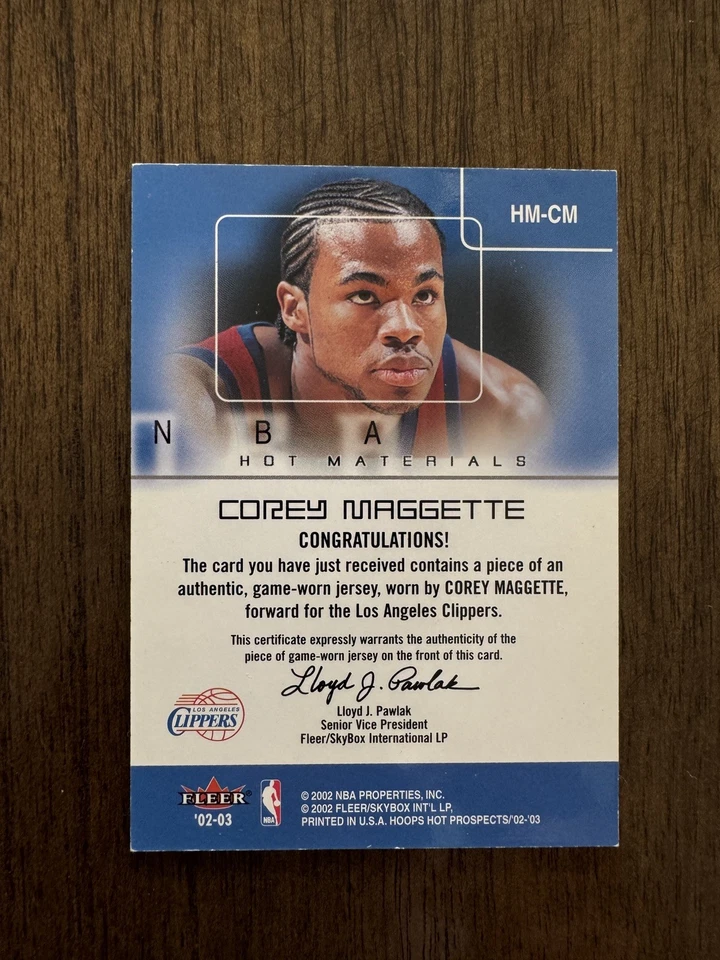 HM-CM
N B A
HOT MATERIALS
COREY MAGGETTE
CONGRATULATIONS!
The card you have just received contains a piece of an
authentic, game-worn jersey, worn by COREY MAGGETTE,
forward for the Los Angeles Clippers.
This certificate expressly warrants the authenticity of the
piece of game-worn jersey on the front of this card.
Lloyd J. Pawlak
Lloyd J. Pawlak
Senior Vice President
Fleer/SkyBox International LP
LOS ANGELES
CLIPPERS
FLEER®
'02-03
NBA
© 2002 NBA PROPERTIES, INC.
© 2002 FLEER/SKYBOX INT'L LP,
PRINTED IN U.S.A. HOOPS HOT PROSPECTS/'02-'03